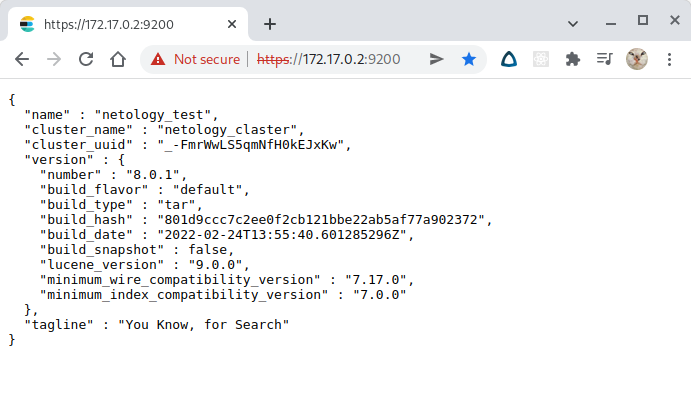 https://172.17.0.2:9200
Not secure | https://172.17.0.2:9200
{
  "name" : "netology_test",
  "cluster_name" : "netology_claster",
  "cluster_uuid" : "_-FmrWwLS5qmNfH0kEJxKw",
  "version" : {
    "number" : "8.0.1",
    "build_flavor" : "default",
    "build_type" : "tar",
    "build_hash" : "801d9ccc7c2ee0f2cb121bbe22ab5af77a902372",
    "build_date" : "2022-02-24T13:55:40.601285296Z",
    "build_snapshot" : false,
    "lucene_version" : "9.0.0",
    "minimum_wire_compatibility_version" : "7.17.0",
    "minimum_index_compatibility_version" : "7.0.0"
  },
  "tagline" : "You Know, for Search"
}